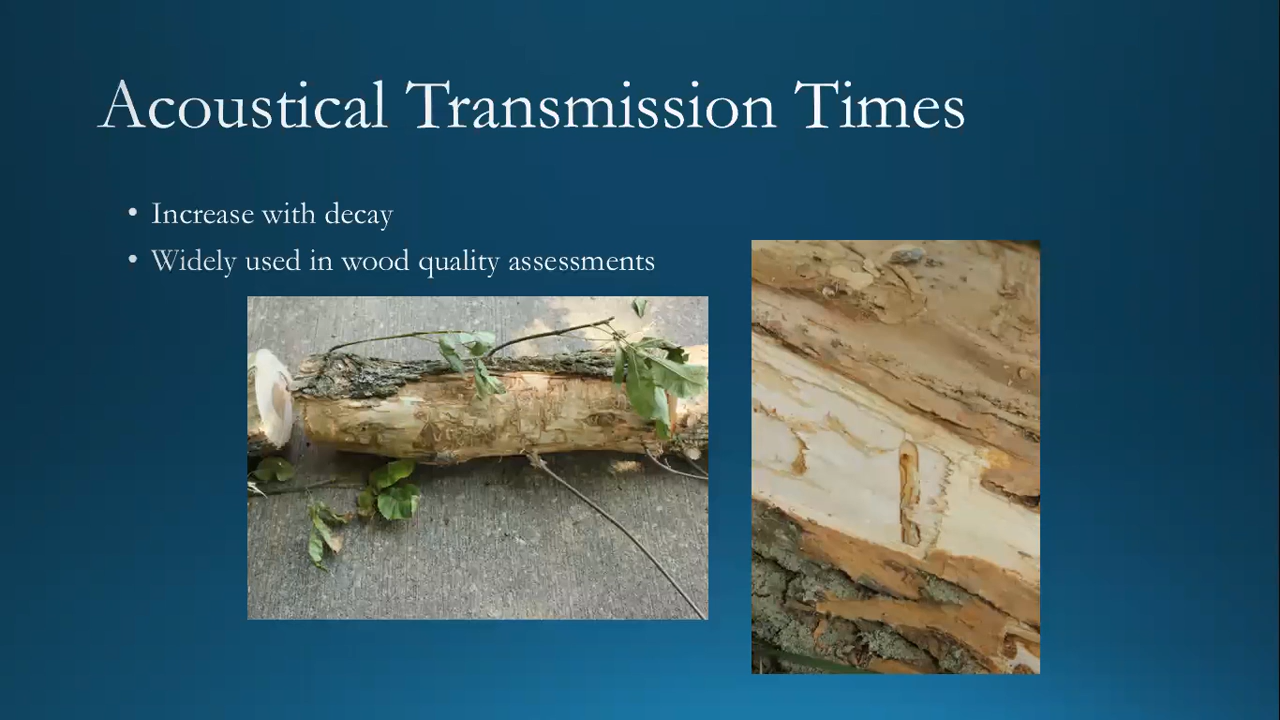 Acoustical Transmission Times
• Increase with decay
• Widely used in wood quality assessments